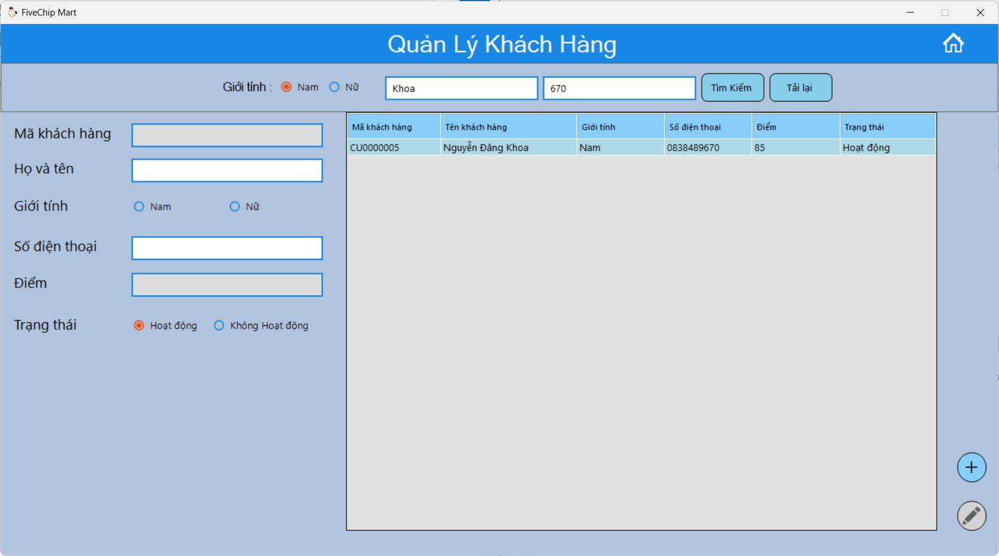 FiveChip Mart
Quản Lý Khách Hàng
Giới tính : Nam Nữ Khoa 670 Tìm Kiếm Tải lại
Mã khách hàng
Họ và tên
Giới tính Nam Nữ
Số điện thoại
Điểm
Trạng thái Hoạt động Không Hoạt động
Mã khách hàng Tên khách hàng Giới tính Số điện thoại Điểm Trạng thái
CU0000005 Nguyễn Đăng Khoa Nam 0838489670 85 Hoạt động